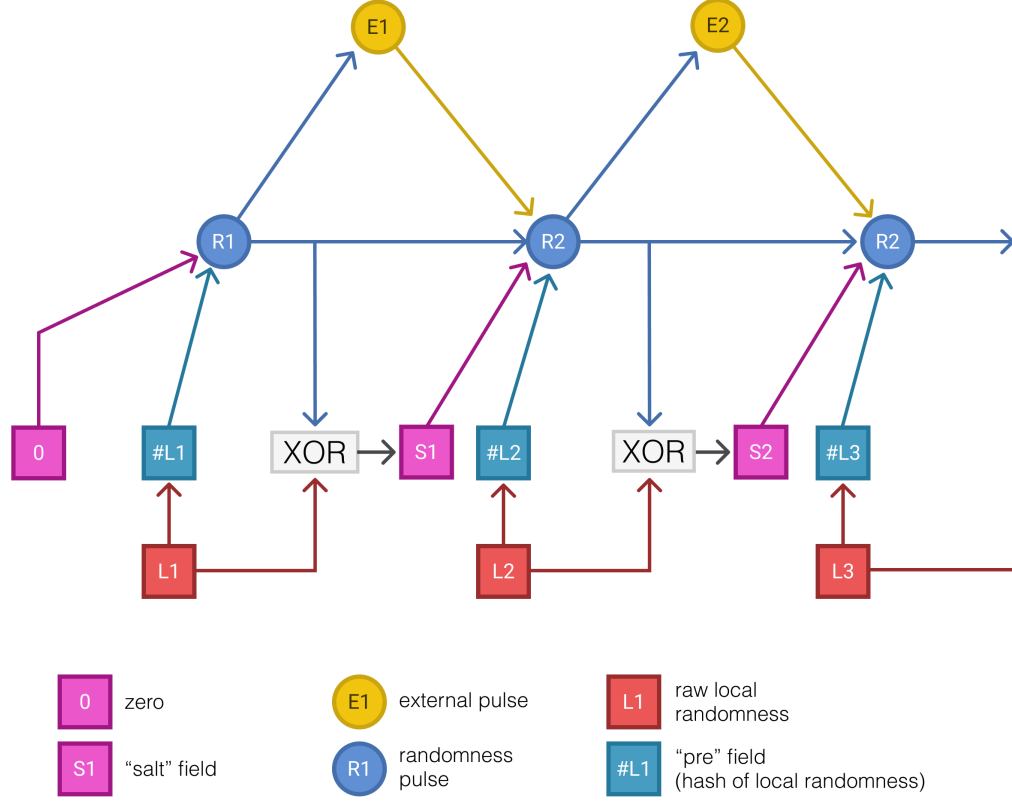 E1
E2
R1
R2
R2
0
#L1
XOR
S1
#L2
XOR
S2
#L3
L1
L2
L3
0
zero
E1
external pulse
L1
raw local
randomness
S1
“salt” field
R1
randomness
pulse
#L1
“pre” field
(hash of local randomness)